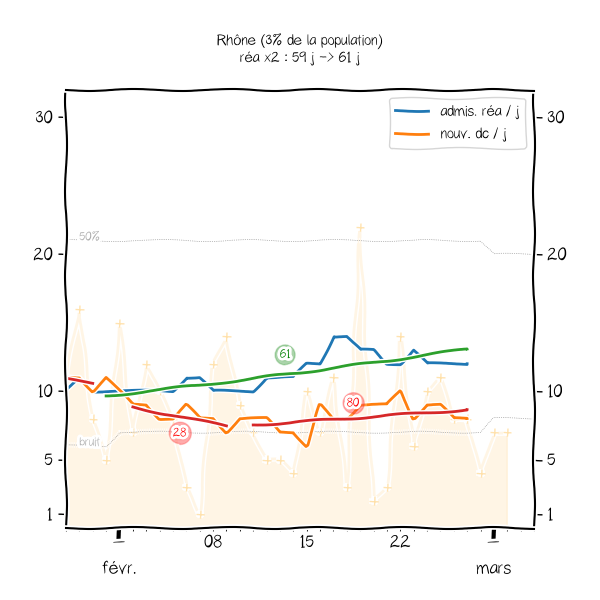 Rhône (3% de la population)
réa x2 : 59 j -> 61 j
admis. réa / j
nouv. dc / j
30
30
50%
20
20
61
10
10
80
28
bruit
5
5
1
1
08
15
22
févr.
mars